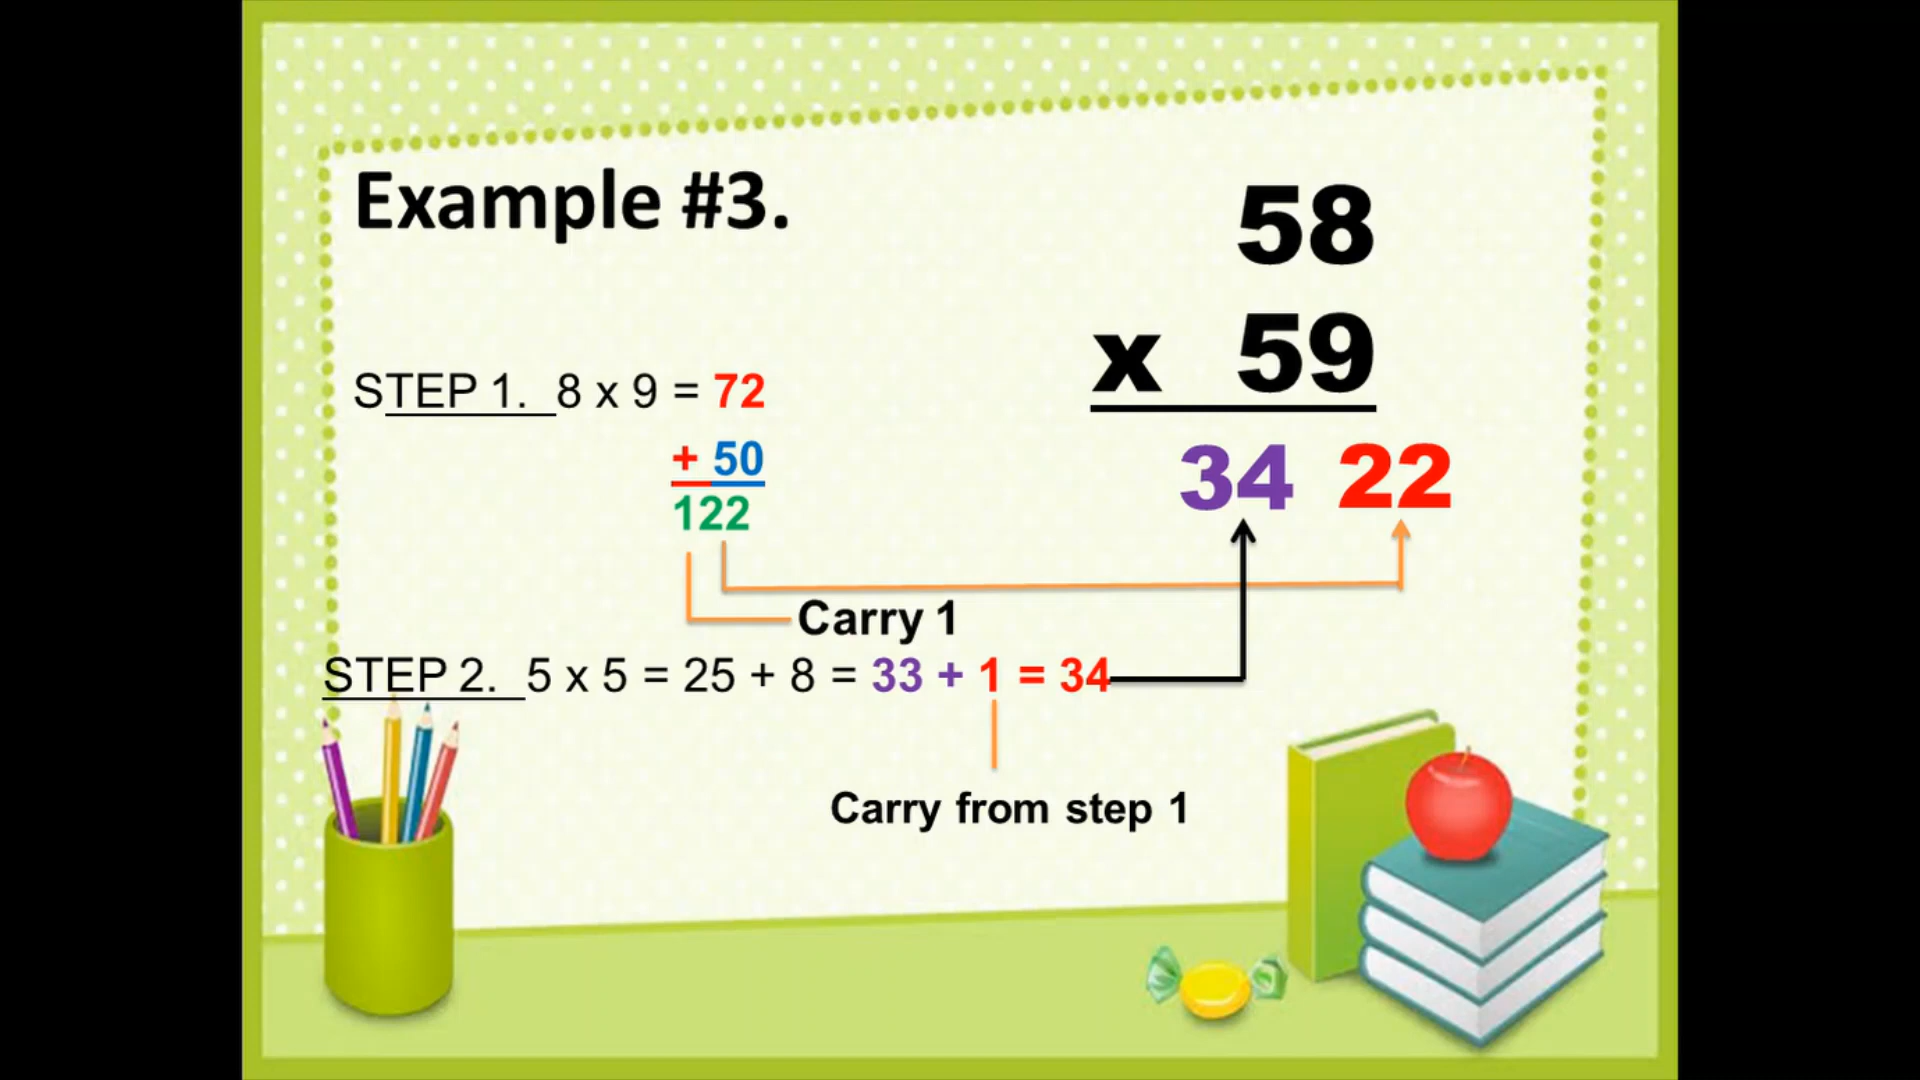 Example #3.
58
x 59
34 22
STEP 1. 8 x 9 = 72
+ 50
122
Carry 1
STEP 2. 5 x 5 = 25 + 8 = 33 + 1 = 34
Carry from step 1